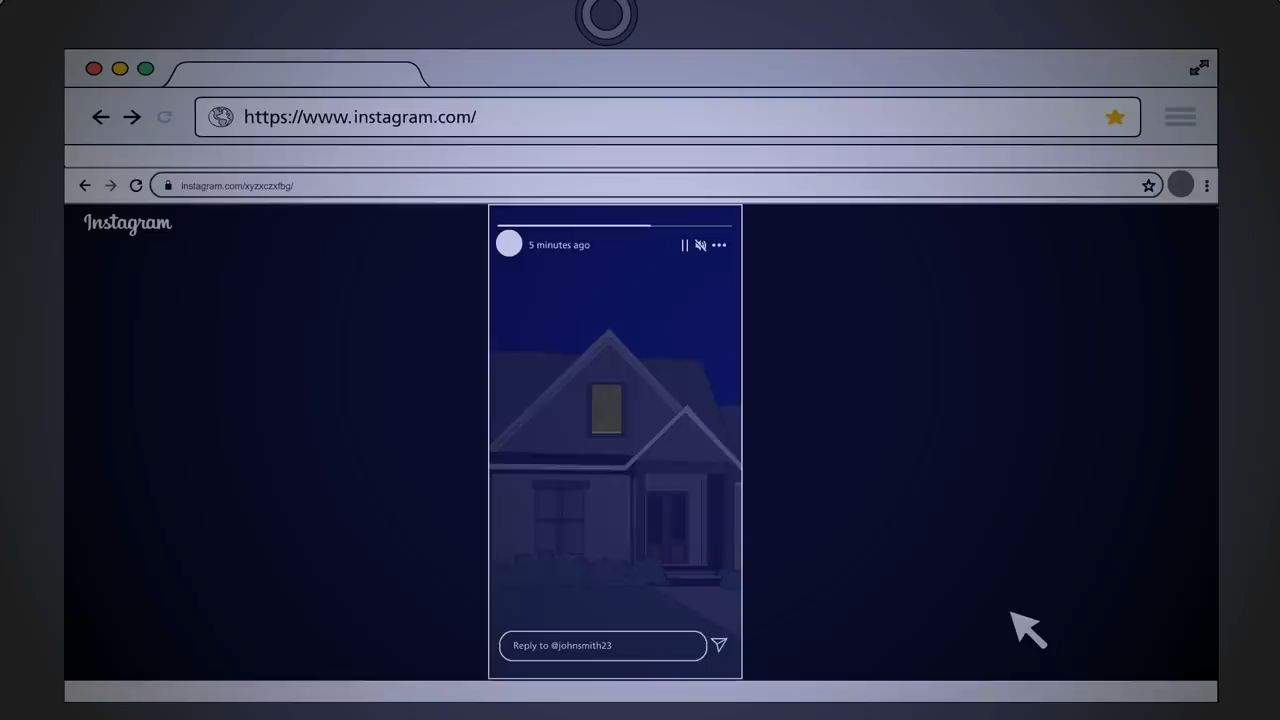 https://www.instagram.com/
instagram.com/xyzxczxfbg/
Instagram
5 minutes ago
Reply to @johnsmith23